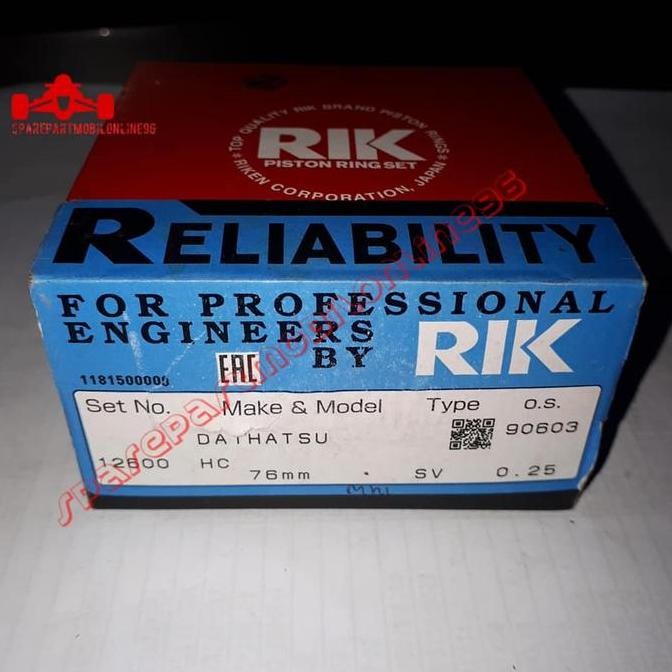 SPAREPARTMOBILONLINE96
TOP QUALITY RIK BRAND PISTON RINGS
RIK
PISTON RING SET
RIKEN CORPORATION, JAPAN
RELIABILITY
FOR PROFESSIONAL
ENGINEERS
BY RIK
EAC
1181500000
Set No. Make & Model Type O.S.
DAIHATSU 90603
12600 HC 76mm . SV 0.25
sparepartmobilonline96